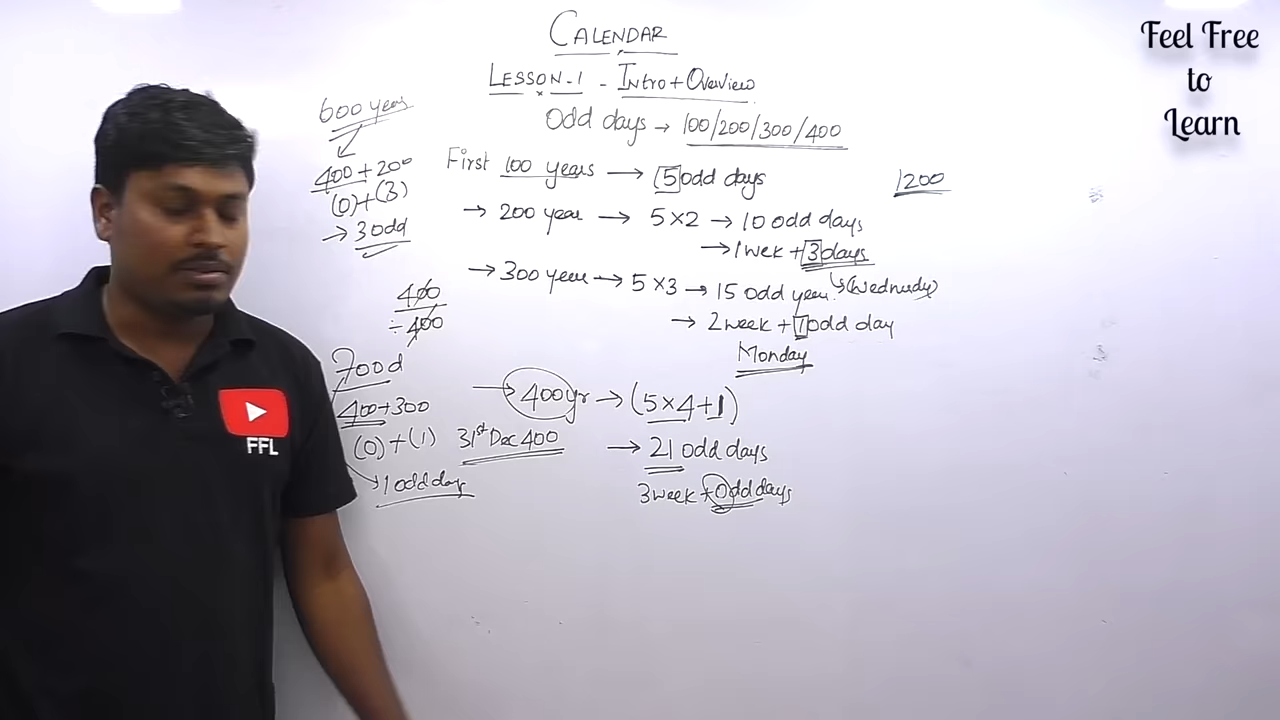 CALENDAR
LESSON-1 - Intro+Overview
Odd days → 100/200/300/400
First 100 years → 5 odd days
→ 200 year → 5×2 → 10 odd days
→ 1 week + 3 days
↳ (Wednesday)
→ 300 year → 5×3 → 15 odd year
→ 2 week + 1 odd day
Monday
→ 400yr → (5×4+1)
→ 21 odd days
3 week + 0dd days
600 years
400+200
(0)+(3)
→ 3 odd
400
÷ 400
700d
400+300
(0)+(1)
→ 1 odd day
31st Dec 400
1200
Feel Free
to
Learn
FFL